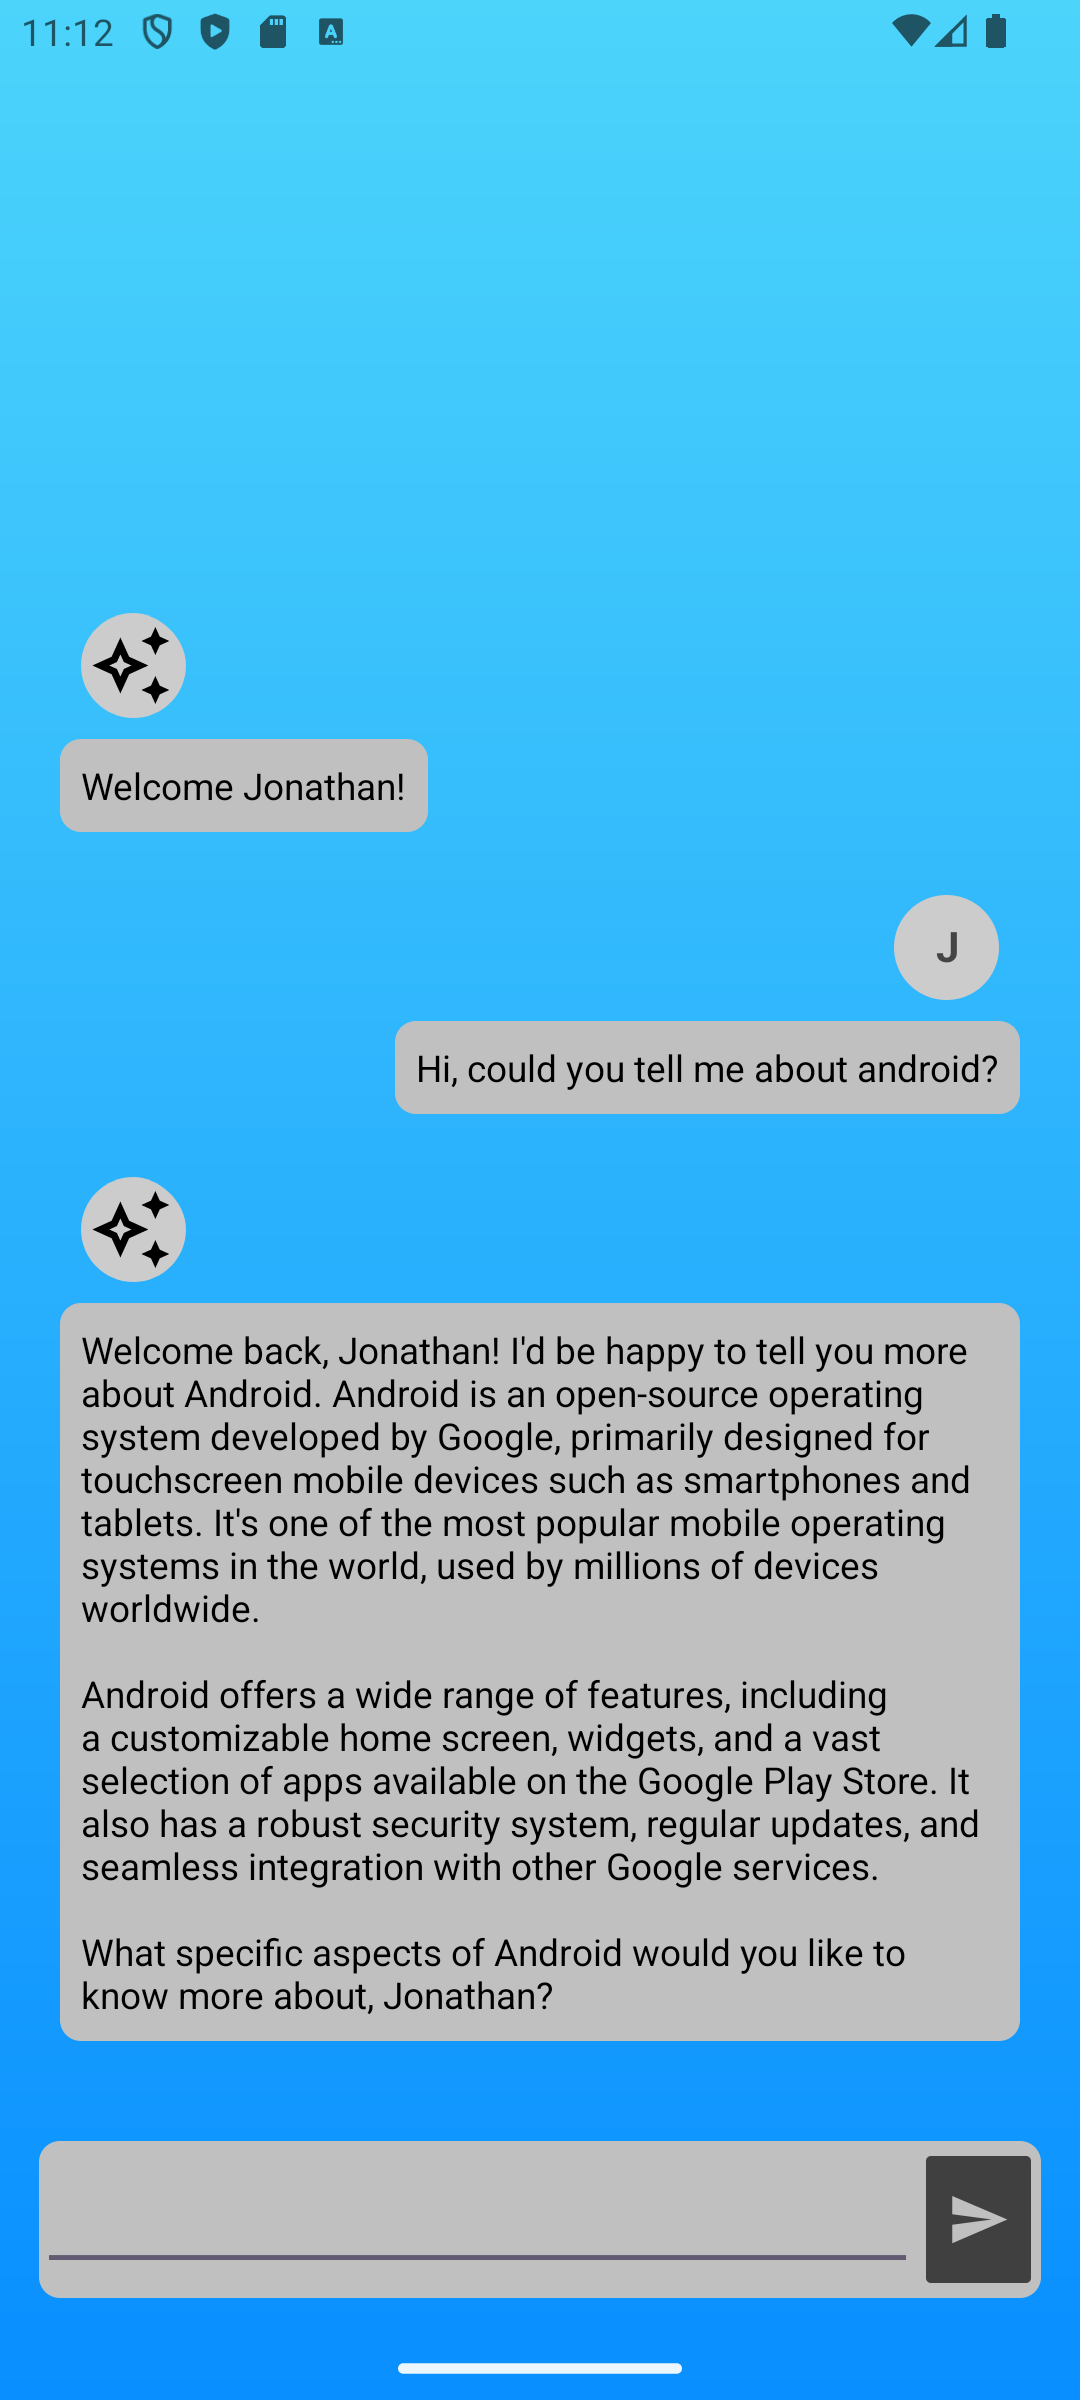 11:12
Welcome Jonathan!
J
Hi, could you tell me about android?
Welcome back, Jonathan! I'd be happy to tell you more
about Android. Android is an open-source operating
system developed by Google, primarily designed for
touchscreen mobile devices such as smartphones and
tablets. It's one of the most popular mobile operating
systems in the world, used by millions of devices
worldwide.
Android offers a wide range of features, including
a customizable home screen, widgets, and a vast
selection of apps available on the Google Play Store. It
also has a robust security system, regular updates, and
seamless integration with other Google services.
What specific aspects of Android would you like to
know more about, Jonathan?